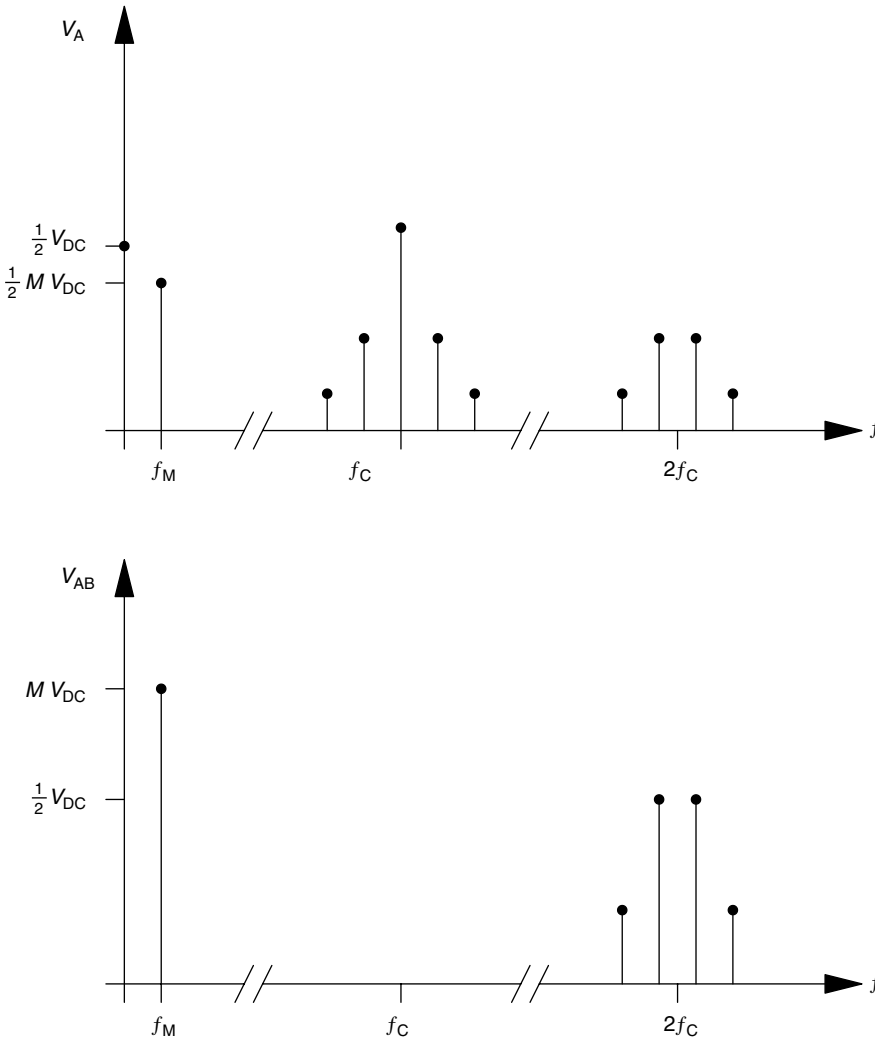 V_A
1/2 V_DC
1/2 M V_DC
f
f_M
f_C
2f_C
V_AB
M V_DC
1/2 V_DC
f
f_M
f_C
2f_C